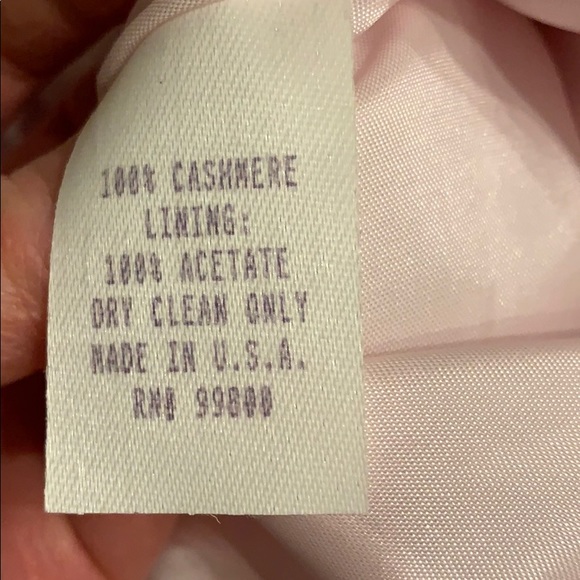 100% CASHMERE
LINING:
100% ACETATE
DRY CLEAN ONLY
MADE IN U.S.A.
RN# 99800